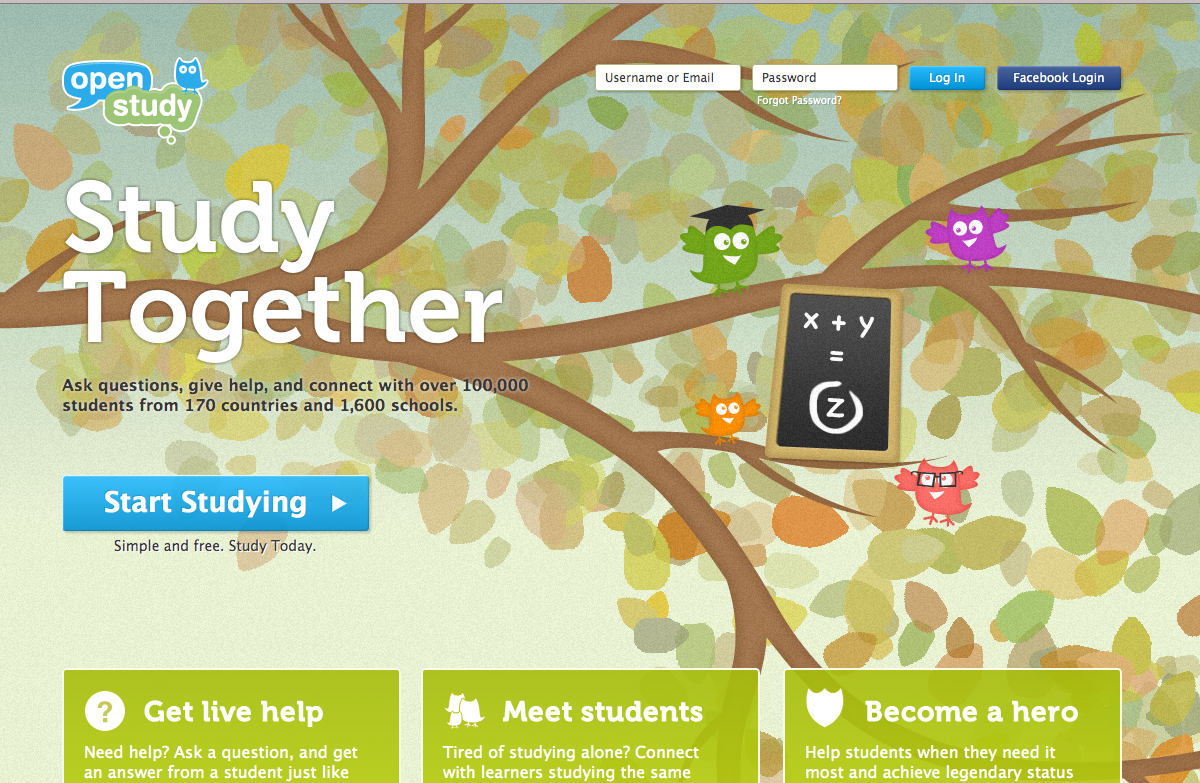 open
study
Username or Email
Password
Log In
Facebook Login
Forgot Password?
Study
Together
Ask questions, give help, and connect with over 100,000
students from 170 countries and 1,600 schools.
x + y
=
z
Start Studying
Simple and free. Study Today.
? Get live help
Need help? Ask a question, and get
an answer from a student just like
Meet students
Tired of studying alone? Connect
with learners studying the same
Become a hero
Help students when they need it
most and achieve legendary status